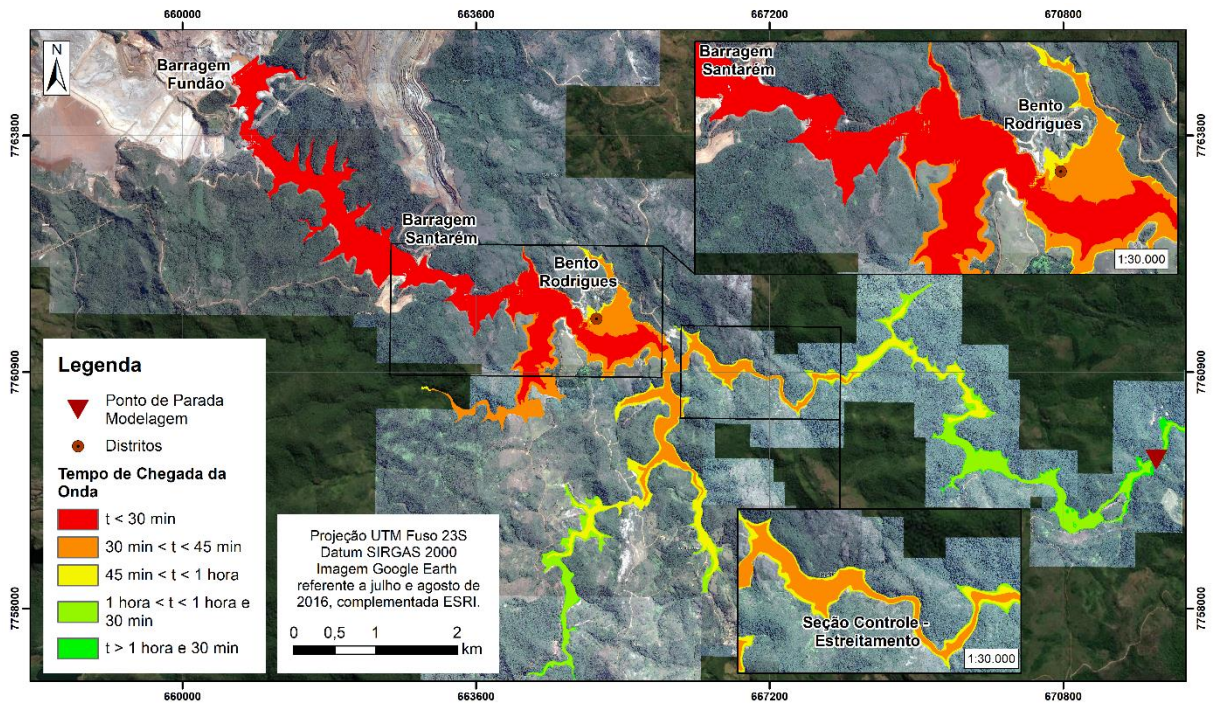 660000
663600
667200
670800
N
Barragem
Fundão
Barragem
Santarém
Bento
Rodrigues
1:30.000
7763800
7763800
Barragem
Santarém
Bento
Rodrigues
7760900
7760900
Legenda
Ponto de Parada
Modelagem
Distritos
Tempo de Chegada da
Onda
t < 30 min
30 min < t < 45 min
45 min < t < 1 hora
1 hora < t < 1 hora e
30 min
t > 1 hora e 30 min
Projeção UTM Fuso 23S
Datum SIRGAS 2000
Imagem Google Earth
referente a julho e agosto de
2016, complementada ESRI.
0 0,5 1 2
km
Seção Controle -
Estreitamento
1:30.000
7758000
7758000
660000
663600
667200
670800